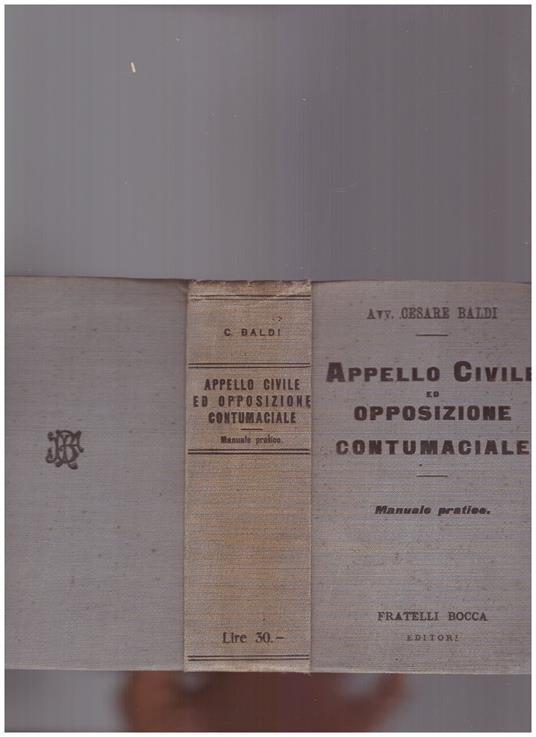 C. BALDI
APPELLO CIVILE
ED OPPOSIZIONE
CONTUMACIALE
Manuale pratico.
Lire 30.-
Avv. CESARE BALDI
APPELLO CIVILE
ED
OPPOSIZIONE
CONTUMACIALE
Manuale pratico.
FRATELLI BOCCA
EDITORI